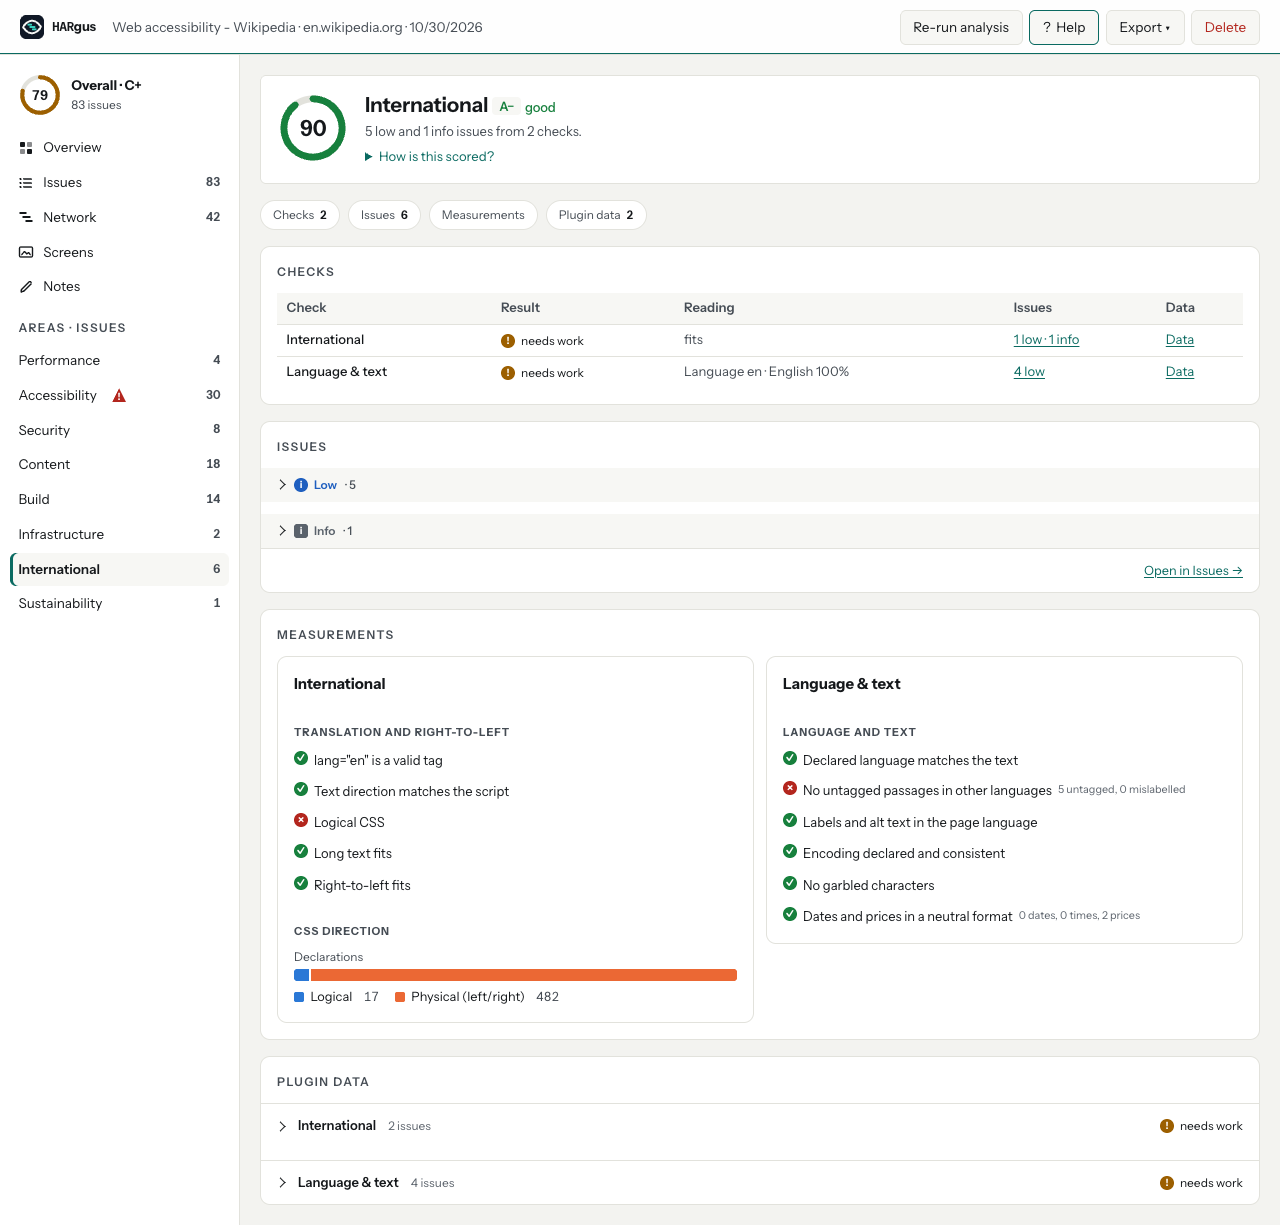 HARgus Web accessibility - Wikipedia · en.wikipedia.org · 10/30/2026 Re-run analysis ? Help Export ▾ Delete
79 Overall · C+
83 issues
Overview
Issues 83
Network 42
Screens
Notes
AREAS · ISSUES
Performance 4
Accessibility 30
Security 8
Content 18
Build 14
Infrastructure 2
International 6
Sustainability 1
90 International A− good
5 low and 1 info issues from 2 checks.
▶ How is this scored?
Checks 2 Issues 6 Measurements Plugin data 2
CHECKS
Check Result Reading Issues Data
International needs work fits 1 low · 1 info Data
Language & text needs work Language en · English 100% 4 low Data
ISSUES
Low · 5
Info · 1
Open in Issues →
MEASUREMENTS
International
TRANSLATION AND RIGHT-TO-LEFT
lang="en" is a valid tag
Text direction matches the script
Logical CSS
Long text fits
Right-to-left fits
CSS DIRECTION
Declarations
Logical 17 Physical (left/right) 482
Language & text
LANGUAGE AND TEXT
Declared language matches the text
No untagged passages in other languages 5 untagged, 0 mislabelled
Labels and alt text in the page language
Encoding declared and consistent
No garbled characters
Dates and prices in a neutral format 0 dates, 0 times, 2 prices
PLUGIN DATA
International 2 issues needs work
Language & text 4 issues needs work